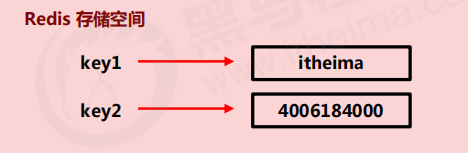 Redis 存储空间
key1 itheima
key2 4006184000